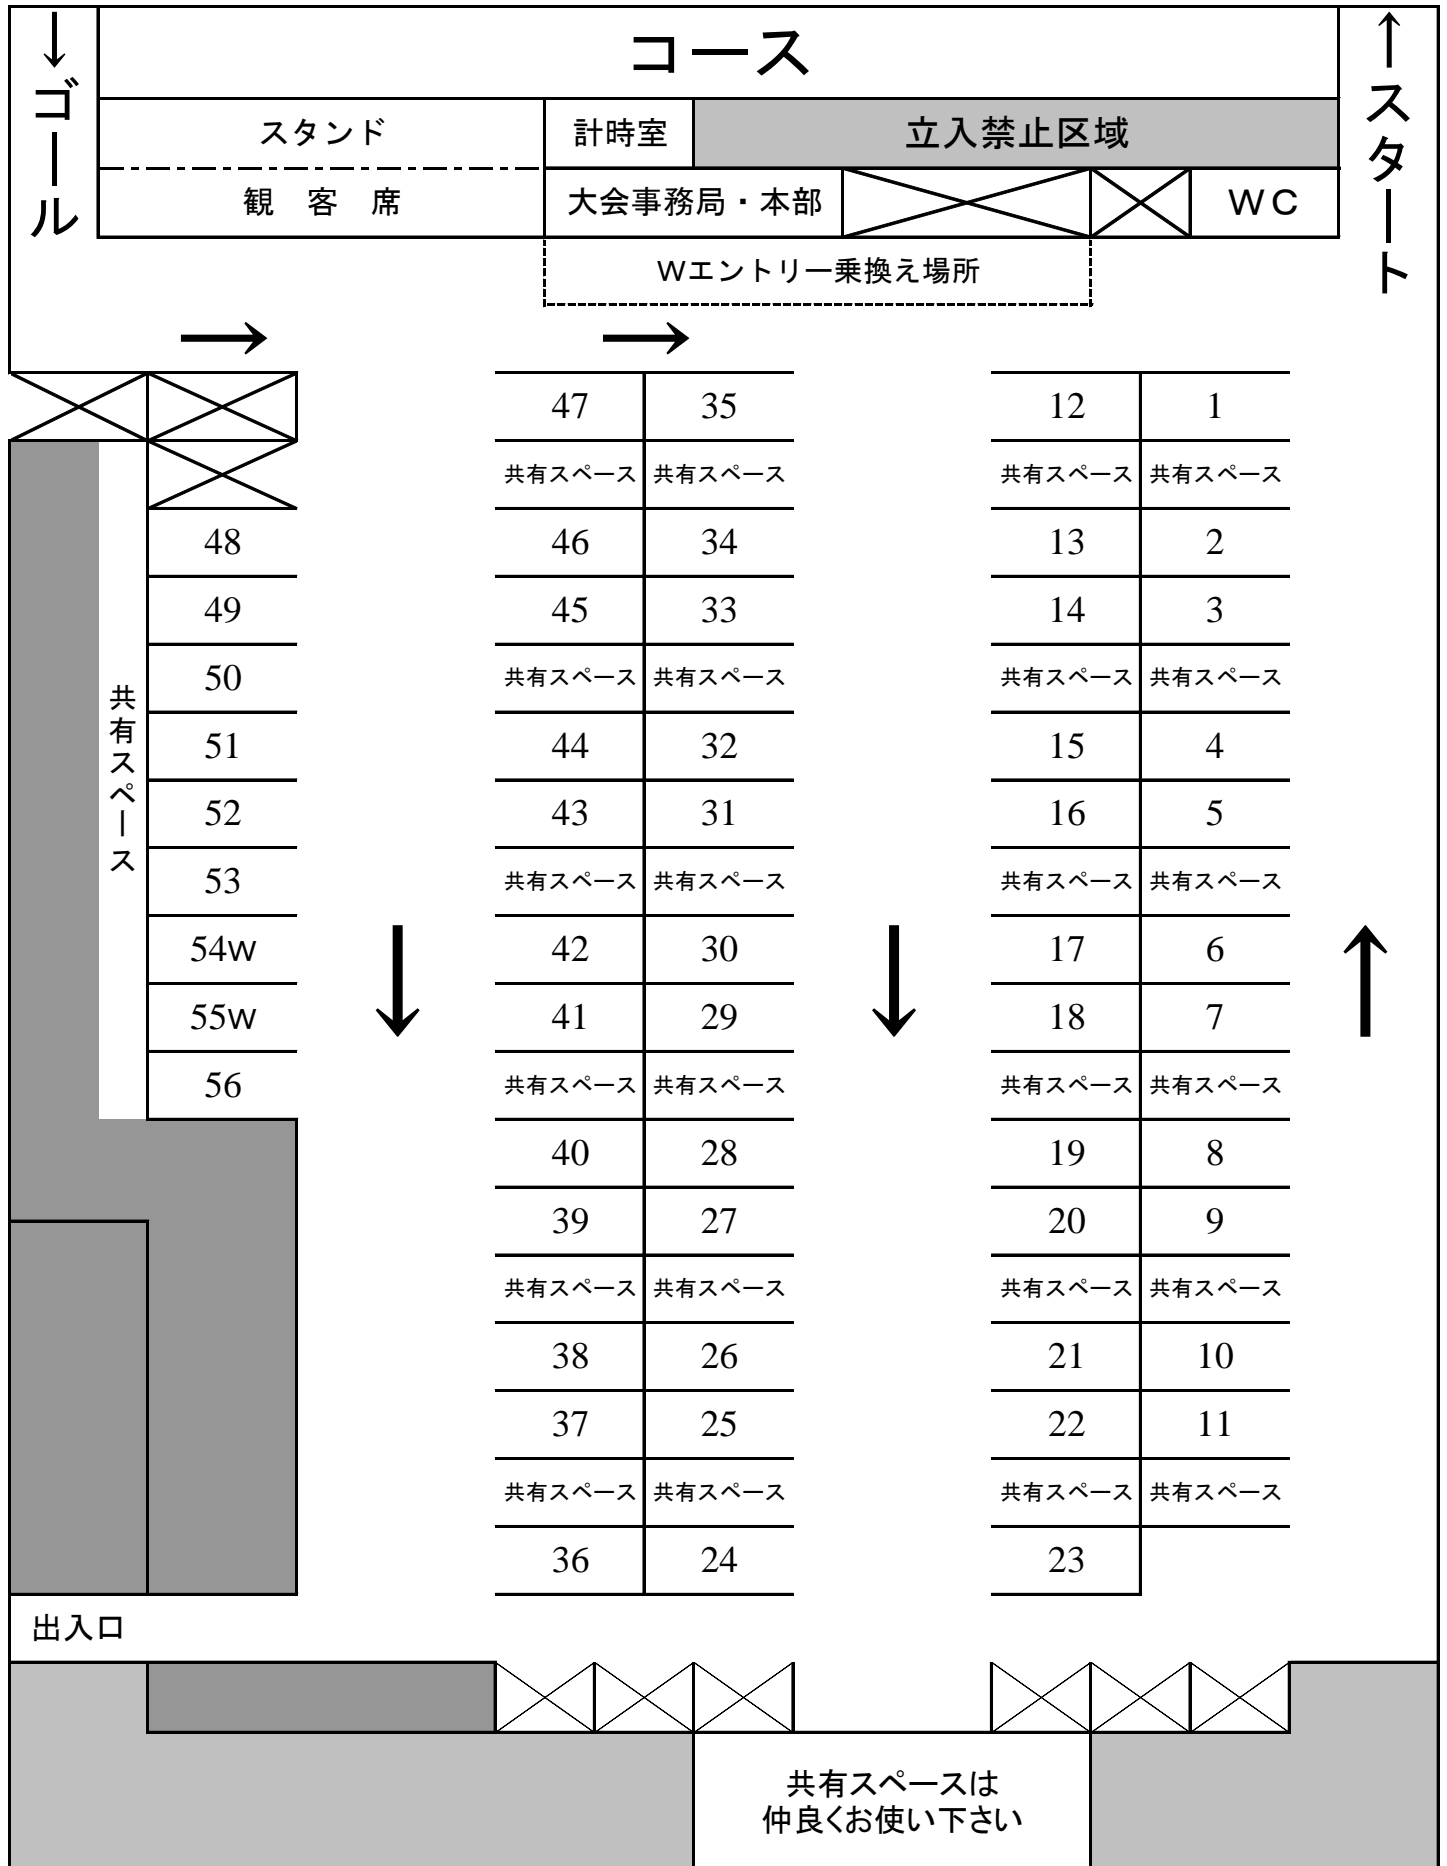 ↓ゴール
コース
↑スタート
スタンド
計時室
立入禁止区域
観 客 席
大会事務局・本部
WC
Wエントリー乗換え場所
→ →
47 35 12 1
共有スペース 共有スペース 共有スペース 共有スペース
48 46 34 13 2
49 45 33 14 3
50 共有スペース 共有スペース 共有スペース 共有スペース
共有スペース
51 44 32 15 4
52 43 31 16 5
53 共有スペース 共有スペース 共有スペース 共有スペース
54W 42 30 17 6
55W 41 29 18 7
56 共有スペース 共有スペース 共有スペース 共有スペース
40 28 19 8
39 27 20 9
共有スペース 共有スペース 共有スペース 共有スペース
38 26 21 10
37 25 22 11
共有スペース 共有スペース 共有スペース 共有スペース
36 24 23
出入口
共有スペースは
仲良くお使い下さい